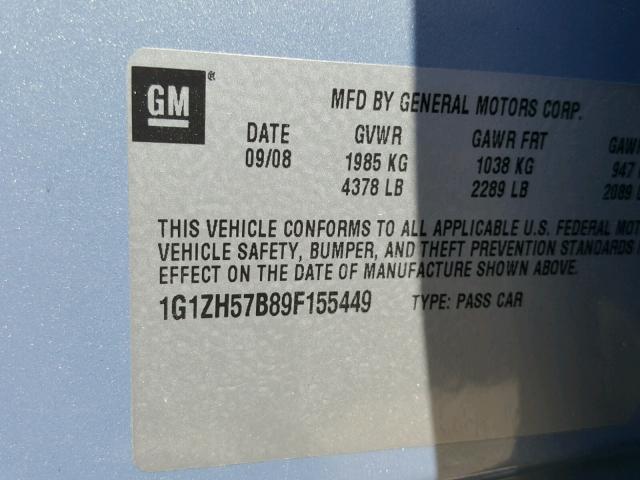 GM ®
MFD BY GENERAL MOTORS CORP.
DATE GVWR GAWR FRT GAW
09/08 1985 KG 1038 KG 947
4378 LB 2289 LB 2089
THIS VEHICLE CONFORMS TO ALL APPLICABLE U.S. FEDERAL MOT
VEHICLE SAFETY, BUMPER, AND THEFT PREVENTION STANDARDS
EFFECT ON THE DATE OF MANUFACTURE SHOWN ABOVE.
1G1ZH57B89F155449 TYPE: PASS CAR